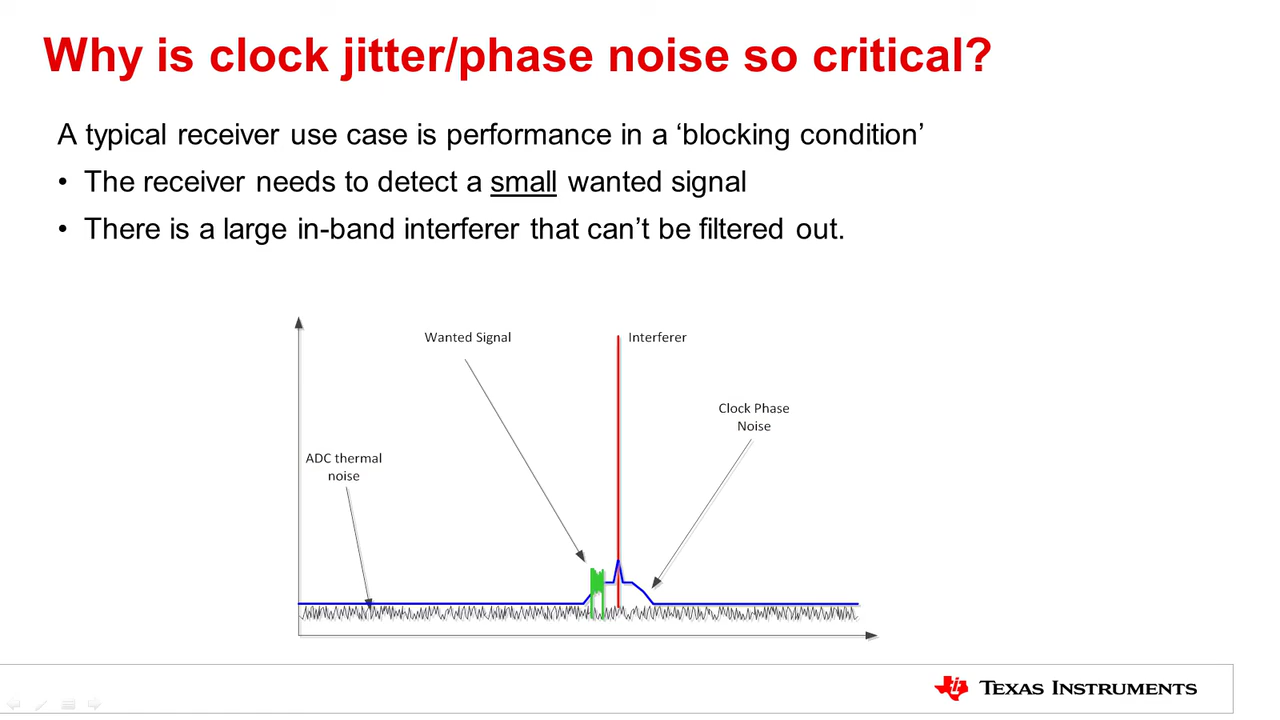 Why is clock jitter/phase noise so critical?
A typical receiver use case is performance in a ‘blocking condition’
• The receiver needs to detect a small wanted signal
• There is a large in-band interferer that can’t be filtered out.
Wanted Signal
Interferer
Clock Phase
Noise
ADC thermal
noise
TEXAS INSTRUMENTS